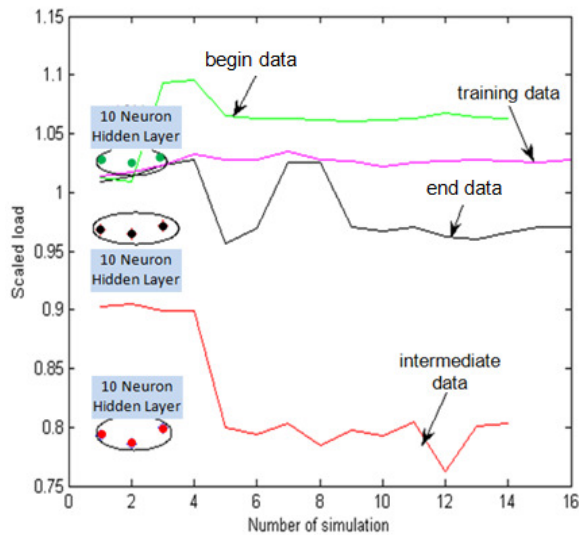 1.15
1.1
1.05
1
0.95
0.9
0.85
0.8
0.75
Scaled load
begin data
10 Neuron
Hidden Layer
training data
end data
10 Neuron
Hidden Layer
intermediate
data
10 Neuron
Hidden Layer
0 2 4 6 8 10 12 14 16
Number of simulation